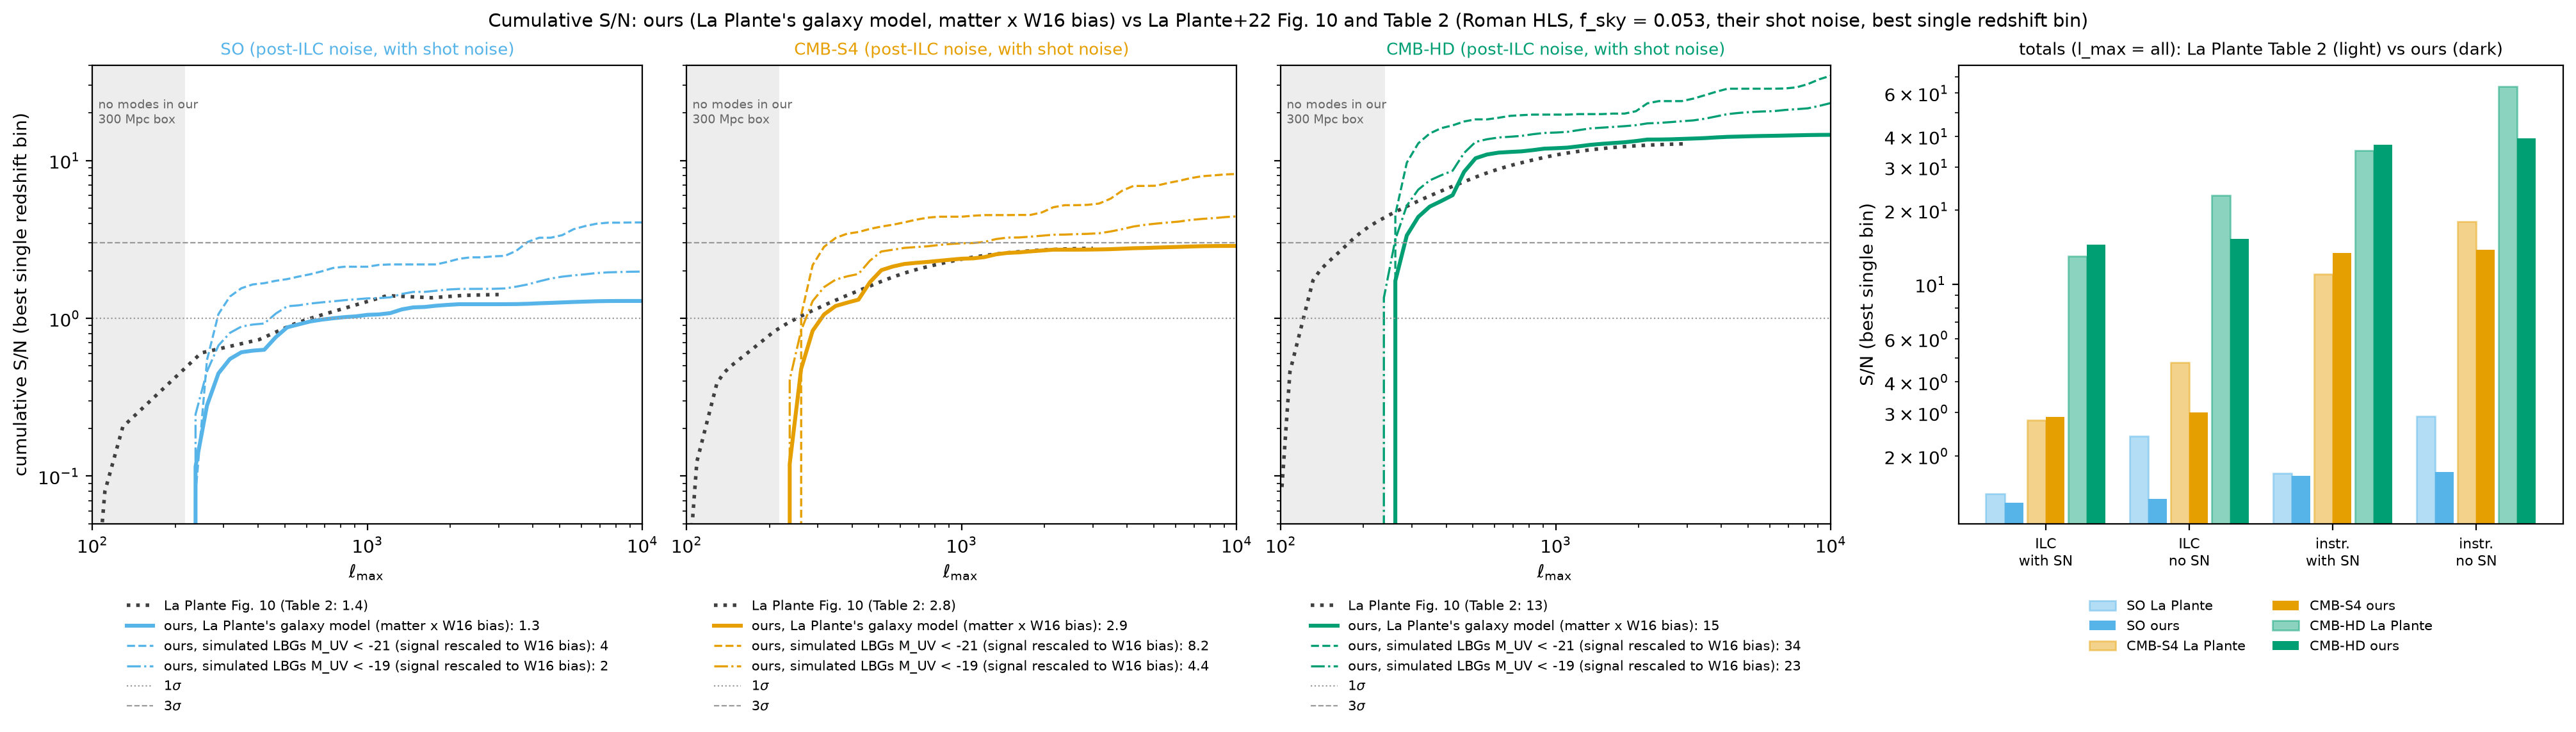 Cumulative S/N: ours (La Plante's galaxy model, matter x W16 bias) vs La Plante+22 Fig. 10 and Table 2 (Roman HLS, f_sky = 0.053, their shot noise, best single redshift bin)
SO (post-ILC noise, with shot noise)
cumulative S/N (best single redshift bin)
10¹
10⁰
10⁻¹
no modes in our
300 Mpc box
10²
10³
10⁴
ℓmax
La Plante Fig. 10 (Table 2: 1.4)
ours, La Plante's galaxy model (matter x W16 bias): 1.3
ours, simulated LBGs M_UV < -21 (signal rescaled to W16 bias): 4
ours, simulated LBGs M_UV < -19 (signal rescaled to W16 bias): 2
1σ
3σ
CMB-S4 (post-ILC noise, with shot noise)
no modes in our
300 Mpc box
10²
10³
10⁴
ℓmax
La Plante Fig. 10 (Table 2: 2.8)
ours, La Plante's galaxy model (matter x W16 bias): 2.9
ours, simulated LBGs M_UV < -21 (signal rescaled to W16 bias): 8.2
ours, simulated LBGs M_UV < -19 (signal rescaled to W16 bias): 4.4
1σ
3σ
CMB-HD (post-ILC noise, with shot noise)
no modes in our
300 Mpc box
10²
10³
10⁴
ℓmax
La Plante Fig. 10 (Table 2: 13)
ours, La Plante's galaxy model (matter x W16 bias): 15
ours, simulated LBGs M_UV < -21 (signal rescaled to W16 bias): 34
ours, simulated LBGs M_UV < -19 (signal rescaled to W16 bias): 23
1σ
3σ
totals (l_max = all): La Plante Table 2 (light) vs ours (dark)
S/N (best single bin)
6 × 10¹
4 × 10¹
3 × 10¹
2 × 10¹
10¹
6 × 10⁰
4 × 10⁰
3 × 10⁰
2 × 10⁰
ILC
with SN
ILC
no SN
instr.
with SN
instr.
no SN
SO La Plante
SO ours
CMB-S4 La Plante
CMB-S4 ours
CMB-HD La Plante
CMB-HD ours